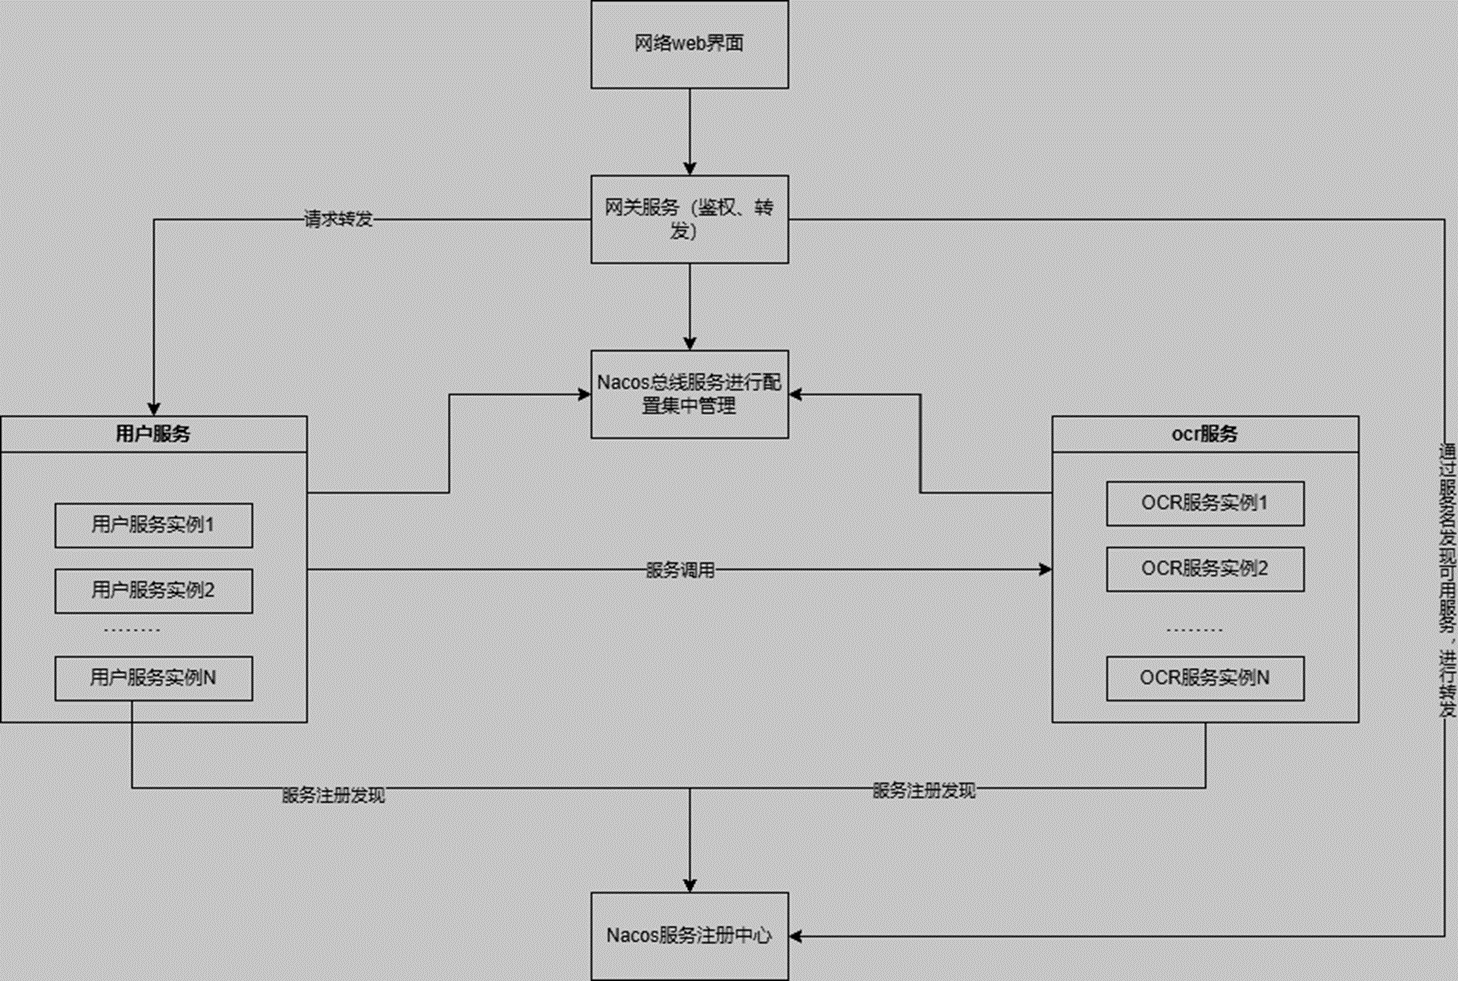 网络web界面
网关服务（鉴权、转
发）
请求转发
Nacos总线服务进行配
置集中管理
用户服务
用户服务实例1
用户服务实例2
........
用户服务实例N
服务调用
ocr服务
OCR服务实例1
OCR服务实例2
........
OCR服务实例N
通过服务名发现可用服务，进行转发
服务注册发现
服务注册发现
Nacos服务注册中心